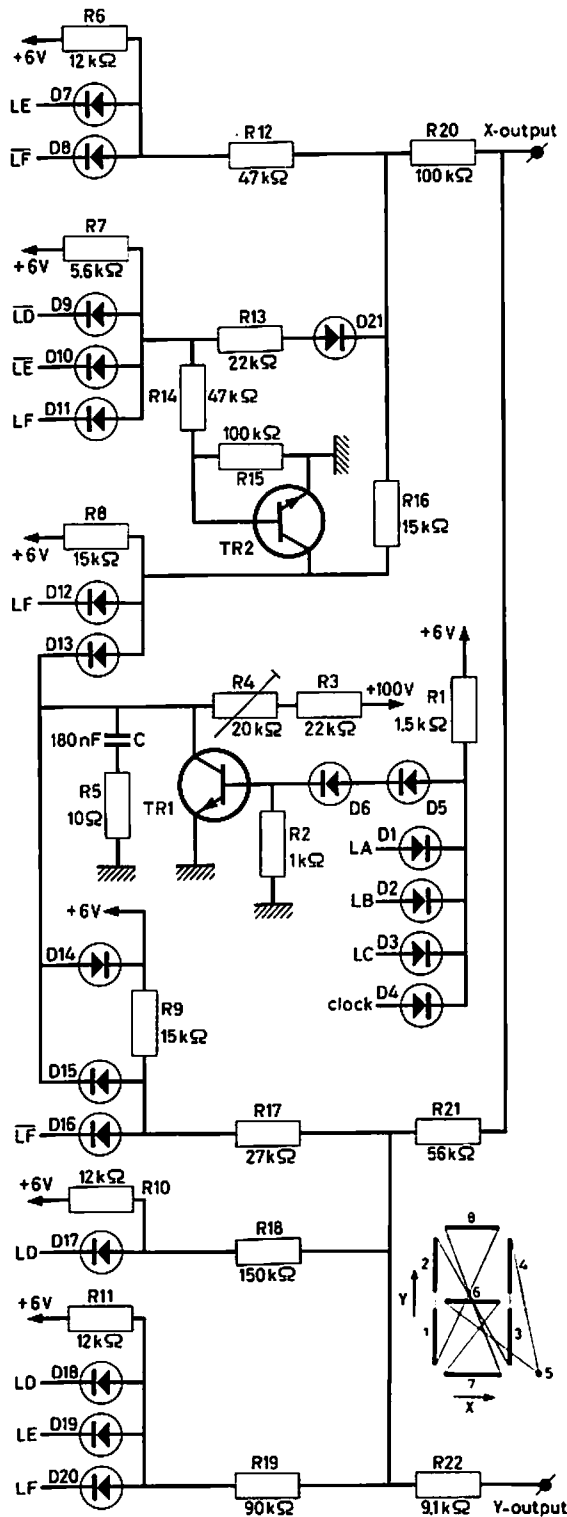 R6
+6V
12kΩ
LE D7
L̅F̅ D8
R12
47kΩ
R20
100kΩ
X-output
R7
+6V
5.6kΩ
L̅D̅ D9
L̅E̅ D10
LF D11
R13
22kΩ
D21
R14
47kΩ
100kΩ
R15
TR2
R16
15kΩ
R8
+6V
15kΩ
LF D12
D13
+6V
R4
20kΩ
R3
22kΩ
+100V
R1
1.5kΩ
180nF C
R5
10Ω
TR1
D6
D5
R2
1kΩ
LA D1
LB D2
LC D3
clock D4
+6V
D14
R9
15kΩ
D15
L̅F̅ D16
R17
27kΩ
R21
56kΩ
12kΩ
+6V
R10
LD D17
R18
150kΩ
+6V
R11
12kΩ
LD D18
LE D19
LF D20
R19
90kΩ
R22
9.1kΩ
Y-output
8
2
4
Y
6
1
3
5
7
X